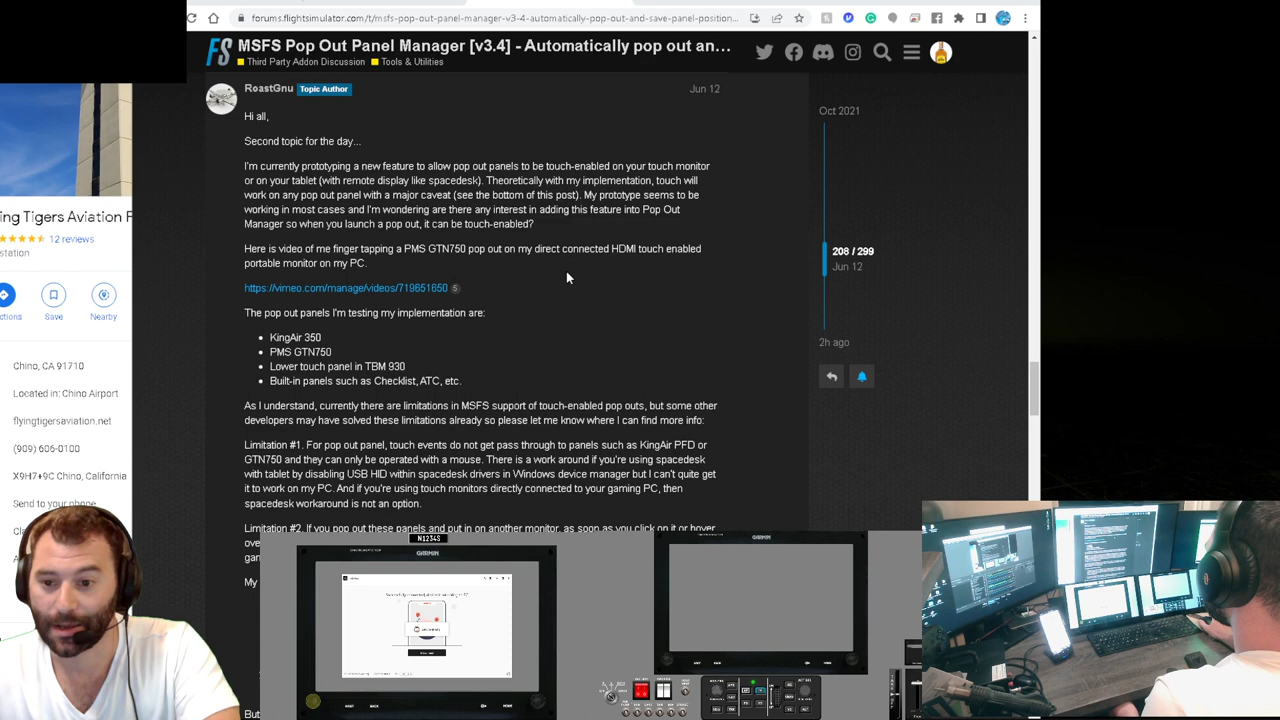 forums.flightsimulator.com/t/msfs-pop-out-panel-manager-v3-4-automatically-pop-out-and-save-panel-position...
MSFS Pop Out Panel Manager [v3.4] - Automatically pop out an...
Third Party Addon Discussion Tools & Utilities
RoastGnu Topic Author Jun 12
Hi all,
Second topic for the day...
I'm currently prototyping a new feature to allow pop out panels to be touch-enabled on your touch monitor
or on your tablet (with remote display like spacedesk). Theoretically with my implementation, touch will
work on any pop out panel with a major caveat (see the bottom of this post). My prototype seems to be
working in most cases and I'm wondering are there any interest in adding this feature into Pop Out
Manager so when you launch a pop out, it can be touch-enabled?
Here is video of me finger tapping a PMS GTN750 pop out on my direct connected HDMI touch enabled
portable monitor on my PC.
https://vimeo.com/manage/videos/719651650 5
The pop out panels I'm testing my implementation are:
KingAir 350
PMS GTN750
Lower touch panel in TBM 930
Built-in panels such as Checklist, ATC, etc.
As I understand, currently there are limitations in MSFS support of touch-enabled pop outs, but some other
developers may have solved these limitations already so please let me know where I can find more info:
Limitation #1. For pop out panel, touch events do not get pass through to panels such as KingAir PFD or
GTN750 and they can only be operated with a mouse. There is a work around if you're using spacedesk
with tablet by disabling USB HID within spacedesk drivers in Windows device manager but I can't quite get
it to work on my PC. And if you're using touch monitors directly connected to your gaming PC, then
spacedesk workaround is not an option.
Limitation #2. If you pop out these panels and put in on another monitor, as soon as you click on it or hover
My
But
Oct 2021
208 / 299
Jun 12
2h ago
ing Tigers Aviation F
12 reviews
station
ctions Save Nearby
Chino, CA 91710
Located in: Chino Airport
flyingtigersaviation.net
(909) 606-0100
X9H7+9C Chino, California
Send to your phone
N1234S
GARMIN
GARMIN